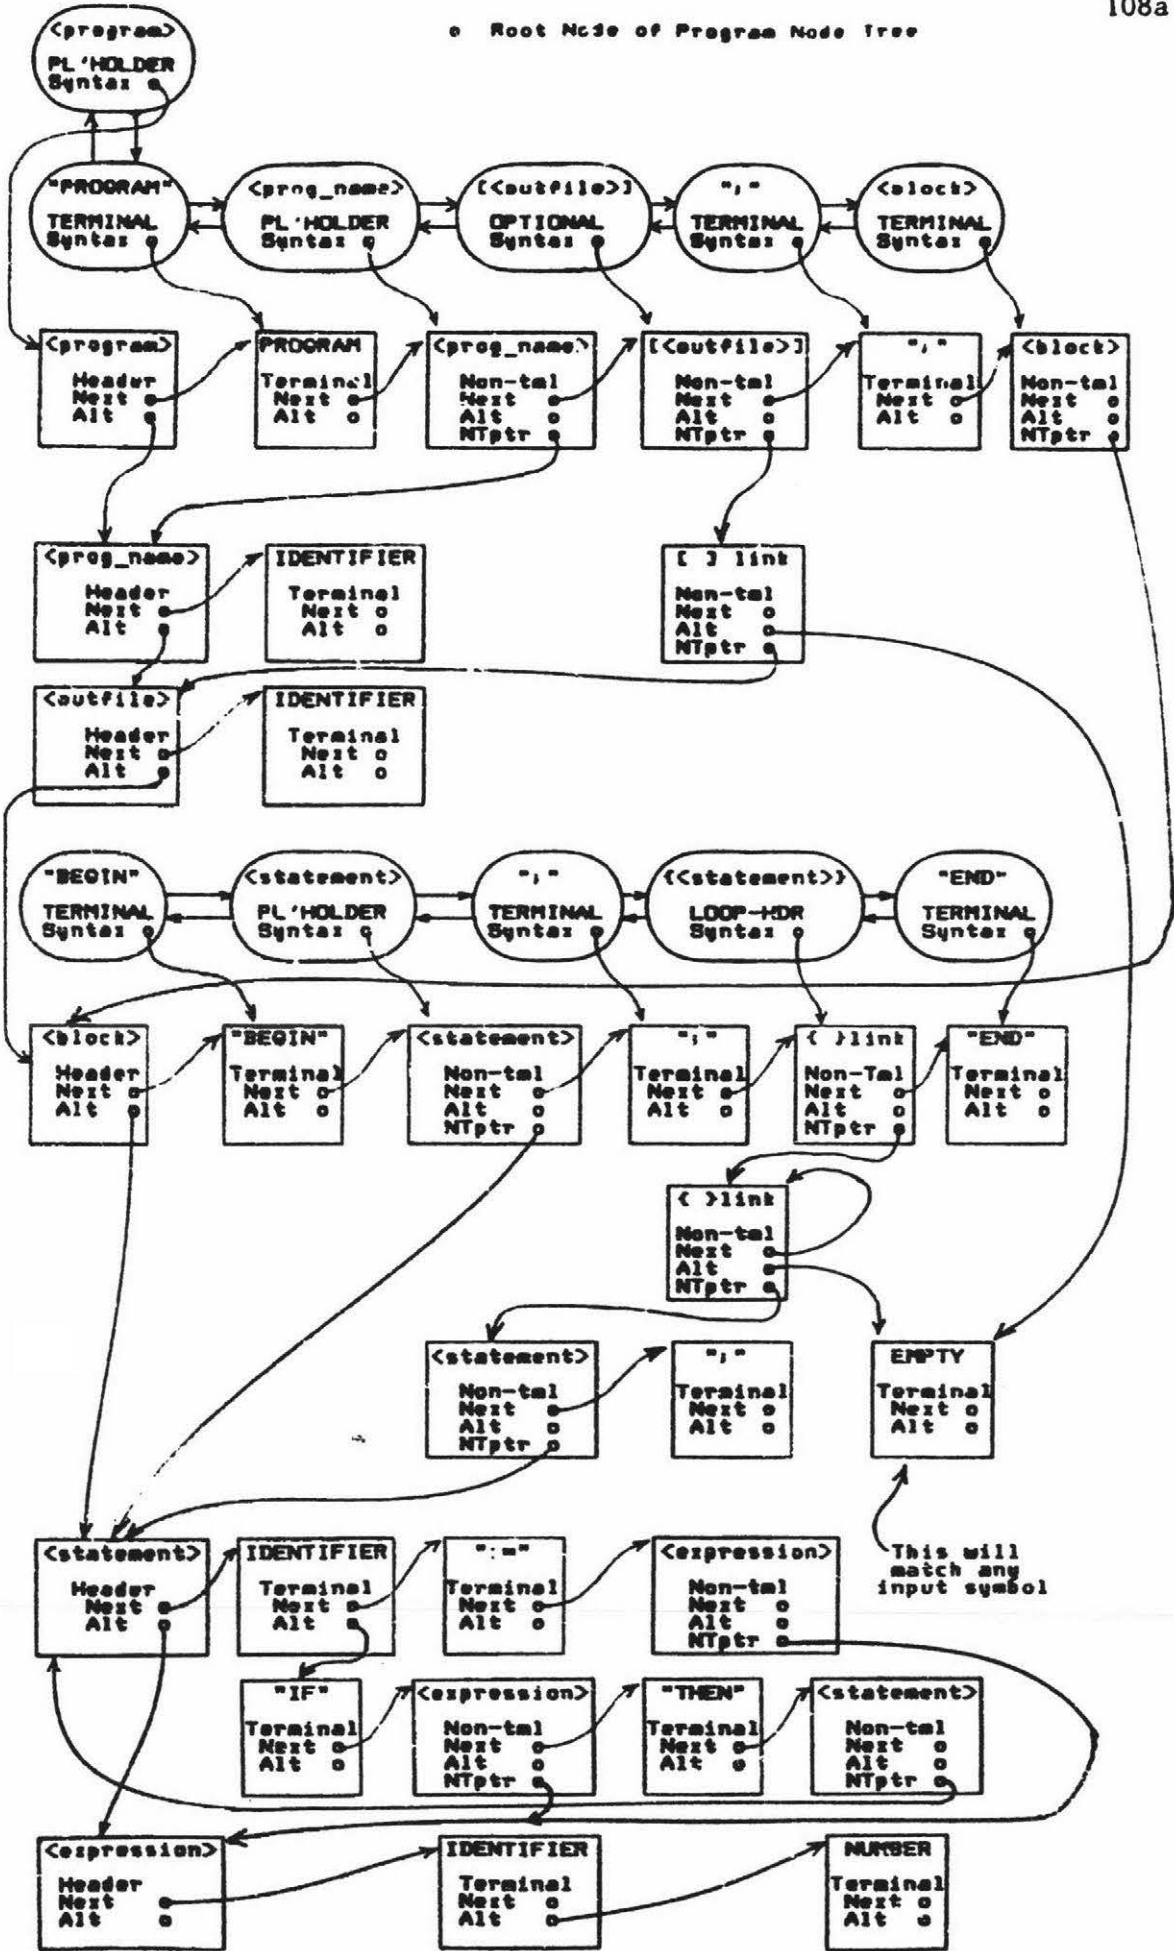 108a
o Root Node of Program Node Tree
<program>
PL'HOLDER
Syntax
"PROGRAM"
TERMINAL
Syntax
<prog_name>
PL'HOLDER
Syntax
[<outfile>]
OPTIONAL
Syntax
";"
TERMINAL
Syntax
<block>
TERMINAL
Syntax
<program>
Header
Next
Alt
PROGRAM
Terminal
Next
Alt
<prog_name>
Non-tml
Next
Alt
NTptr
[<outfile>]
Non-tml
Next
Alt
NTptr
";"
Terminal
Next
Alt
<block>
Non-tml
Next
Alt
NTptr
<prog_name>
Header
Next
Alt
IDENTIFIER
Terminal
Next
Alt
[ ] link
Non-tml
Next
Alt
NTptr
<outfile>
Header
Next
Alt
IDENTIFIER
Terminal
Next
Alt
"BEGIN"
TERMINAL
Syntax
<statement>
PL'HOLDER
Syntax
";"
TERMINAL
Syntax
{<statement>}
LOOP-HDR
Syntax
"END"
TERMINAL
Syntax
<block>
Header
Next
Alt
"BEGIN"
Terminal
Next
Alt
<statement>
Non-tml
Next
Alt
NTptr
";"
Terminal
Next
Alt
{ }link
Non-Tml
Next
Alt
NTptr
"END"
Terminal
Next
Alt
{ }link
Non-tml
Next
Alt
NTptr
<statement>
Non-tml
Next
Alt
NTptr
";"
Terminal
Next
Alt
EMPTY
Terminal
Next
Alt
This will
match any
input symbol
<statement>
Header
Next
Alt
IDENTIFIER
Terminal
Next
Alt
":="
Terminal
Next
Alt
<expression>
Non-tml
Next
Alt
NTptr
"IF"
Terminal
Next
Alt
<expression>
Non-tml
Next
Alt
NTptr
"THEN"
Terminal
Next
Alt
<statement>
Non-tml
Next
Alt
NTptr
<expression>
Header
Next
Alt
IDENTIFIER
Terminal
Next
Alt
NUMBER
Terminal
Next
Alt